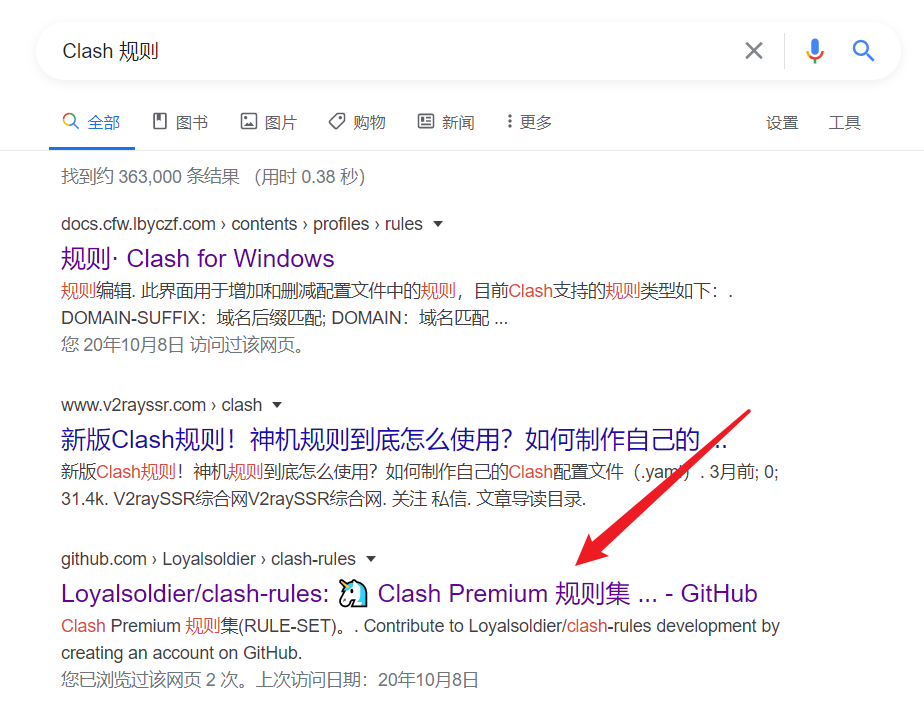 Clash 规则
全部 图书 图片 购物 新闻 更多 设置 工具
找到约 363,000 条结果 （用时 0.38 秒）
docs.cfw.lbyczf.com › contents › profiles › rules
规则· Clash for Windows
规则编辑. 此界面用于增加和删减配置文件中的规则，目前Clash支持的规则类型如下：.
DOMAIN-SUFFIX：域名后缀匹配; DOMAIN：域名匹配 ...
您 20年10月8日 访问过该网页。
www.v2rayssr.com › clash
新版Clash规则！神机规则到底怎么使用？如何制作自己的 ...
新版Clash规则！神机规则到底怎么使用？如何制作自己的Clash配置文件（.yaml）. 3月前; 0;
31.4k. V2raySSR综合网V2raySSR综合网. 关注 私信. 文章导读目录.
github.com › Loyalsoldier › clash-rules
Loyalsoldier/clash-rules: 🦄 Clash Premium 规则集 ... - GitHub
Clash Premium 规则集(RULE-SET)。. Contribute to Loyalsoldier/clash-rules development by
creating an account on GitHub.
您已浏览过该网页 2 次。上次访问日期：20年10月8日